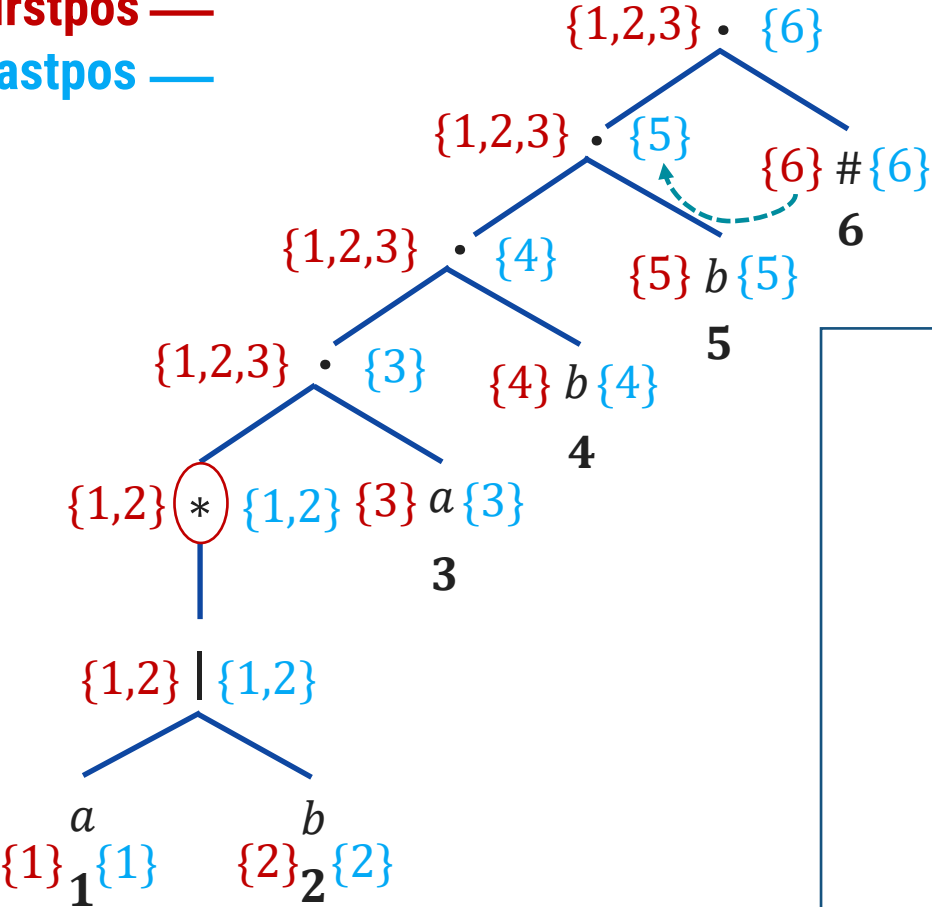 rstpos
astpos
{1,2,3} · {6}
{1,2,3} · {5}
{6} # {6}
6
{1,2,3} · {4}
{5} b {5}
5
{1,2,3} · {3}
{4} b {4}
4
{1,2} * {1,2}
{3} a {3}
3
{1,2} | {1,2}
a
b
{1} 1 {1}
{2} 2 {2}